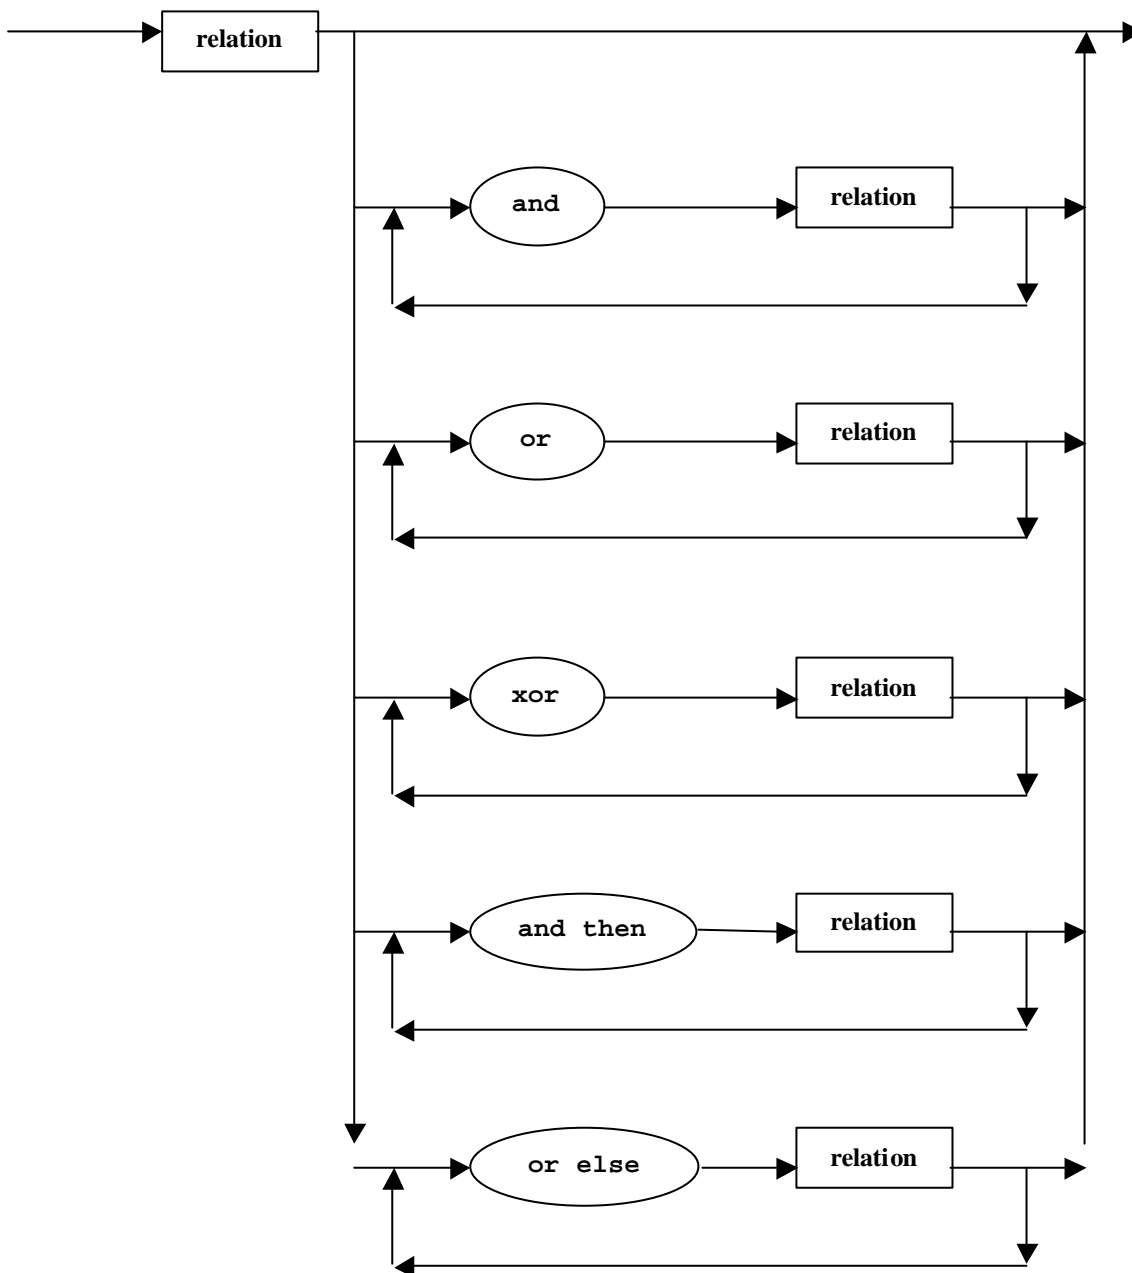 relation
and
relation
or
relation
xor
relation
and then
relation
or else
relation